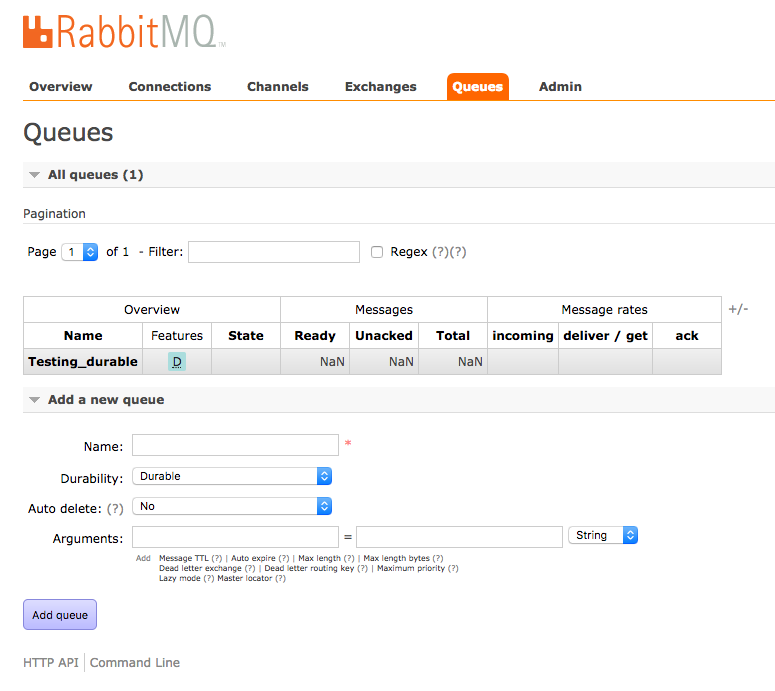 RabbitMQ TM
Overview Connections Channels Exchanges Queues Admin
Queues
All queues (1)
Pagination
Page 1 of 1 - Filter: Regex (?)(?)
Overview Messages Message rates +/-
Name Features State Ready Unacked Total incoming deliver / get ack
Testing_durable D NaN NaN NaN
Add a new queue
Name: *
Durability: Durable
Auto delete: (?) No
Arguments: = String
Add Message TTL (?) | Auto expire (?) | Max length (?) | Max length bytes (?)
Dead letter exchange (?) | Dead letter routing key (?) | Maximum priority (?)
Lazy mode (?) Master locator (?)
Add queue
HTTP API Command Line